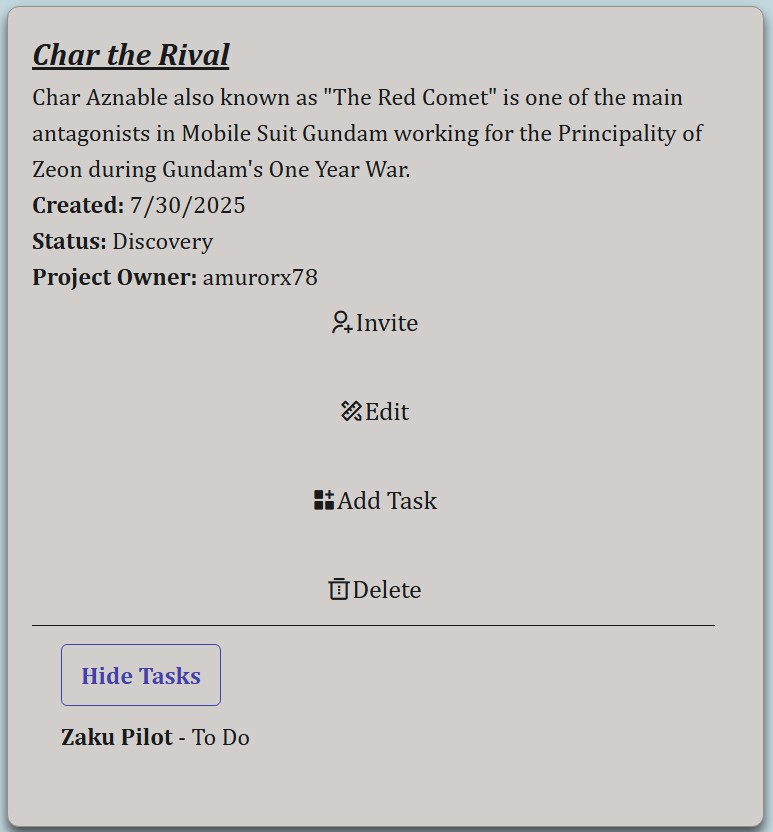 Char the Rival
Char Aznable also known as "The Red Comet" is one of the main
antagonists in Mobile Suit Gundam working for the Principality of
Zeon during Gundam's One Year War.
Created: 7/30/2025
Status: Discovery
Project Owner: amurorx78
Invite
Edit
Add Task
Delete
Hide Tasks
Zaku Pilot - To Do